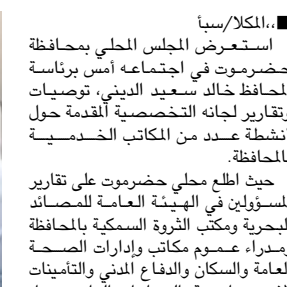 ■،،المكلا/سبأ
استعرض المجلس المحلي بمحافظة
حضرموت في اجتماعه أمس برئاسة
المحافظ خالد سعيد الديني، توصيات
وتقارير لجانه التخصصية المقدمة حول
أنشطة عدد من المكاتب الخدمية
بالمحافظة.
حيث اطلع محلي حضرموت على تقارير
المسؤولين في الهيئة العامة للمصائد
البحرية ومكتب الثروة السمكية بالمحافظة
ومدراء عموم مكاتب وإدارات الصحة
العامة والسكان والدفاع المدني والتأمينات